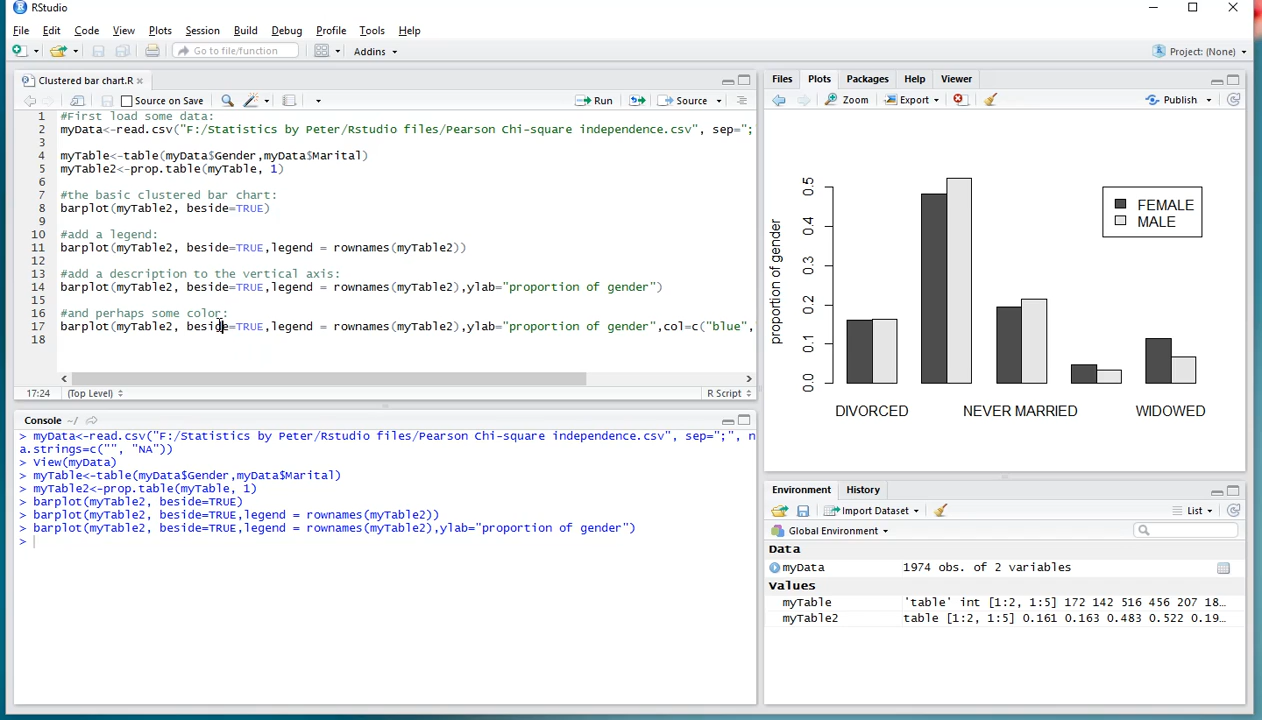 RStudio
File Edit Code View Plots Session Build Debug Profile Tools Help
Go to file/function Addins Project: (None)
Clustered bar chart.R
Source on Save Run Source
1 #First load some data:
2 myData<-read.csv("F:/Statistics by Peter/Rstudio files/Pearson Chi-square independence.csv", sep=";
3
4 myTable<-table(myData$Gender,myData$Marital)
5 myTable2<-prop.table(myTable, 1)
6
7 #the basic clustered bar chart:
8 barplot(myTable2, beside=TRUE)
9
10 #add a legend:
11 barplot(myTable2, beside=TRUE,legend = rownames(myTable2))
12
13 #add a description to the vertical axis:
14 barplot(myTable2, beside=TRUE,legend = rownames(myTable2),ylab="proportion of gender")
15
16 #and perhaps some color:
17 barplot(myTable2, beside=TRUE,legend = rownames(myTable2),ylab="proportion of gender",col=c("blue",
18
17:24 (Top Level) R Script
Console ~/
> myData<-read.csv("F:/Statistics by Peter/Rstudio files/Pearson Chi-square independence.csv", sep=";", n
a.strings=c("", "NA"))
> View(myData)
> myTable<-table(myData$Gender,myData$Marital)
> myTable2<-prop.table(myTable, 1)
> barplot(myTable2, beside=TRUE)
> barplot(myTable2, beside=TRUE,legend = rownames(myTable2))
> barplot(myTable2, beside=TRUE,legend = rownames(myTable2),ylab="proportion of gender")
>
Files Plots Packages Help Viewer
Zoom Export Publish
proportion of gender
0.5
0.4
0.3
0.2
0.1
0.0
FEMALE
MALE
DIVORCED NEVER MARRIED WIDOWED
Environment History
Import Dataset List
Global Environment
Data
myData 1974 obs. of 2 variables
Values
myTable 'table' int [1:2, 1:5] 172 142 516 456 207 18…
myTable2 table [1:2, 1:5] 0.161 0.163 0.483 0.522 0.19…